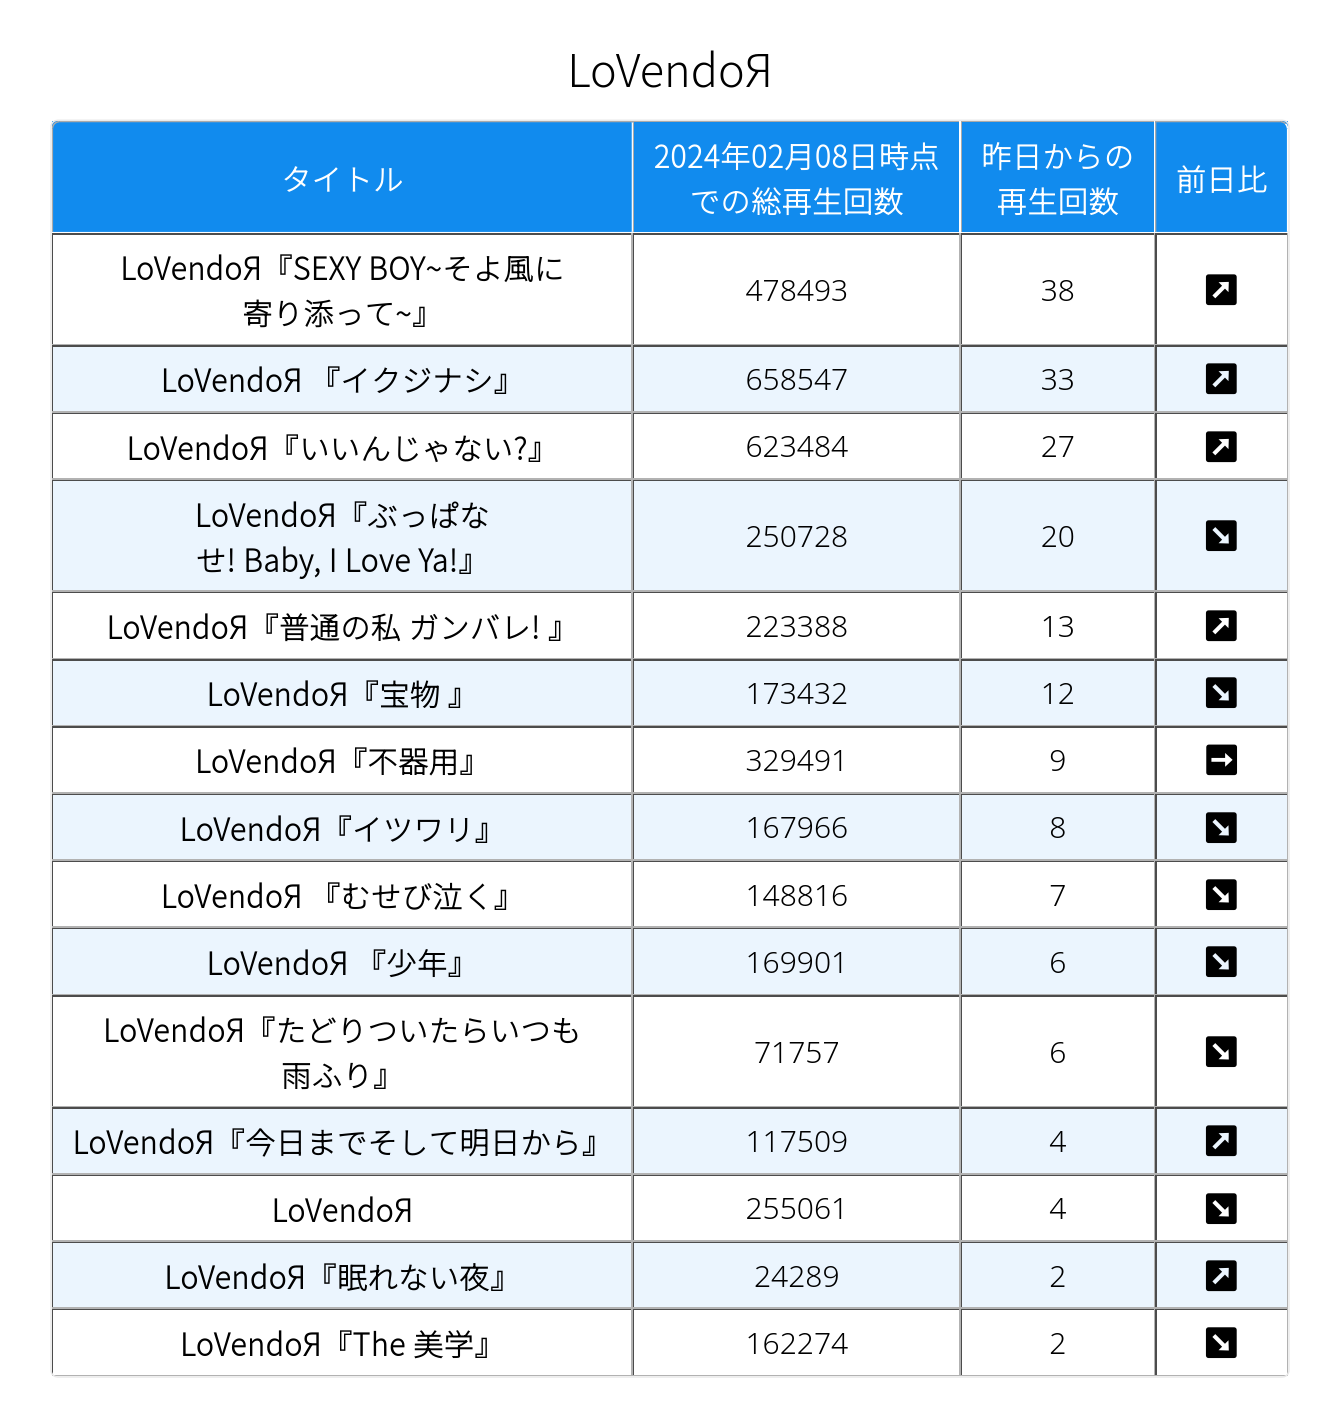 LoVendoЯ
タイトル
2024年02月08日時点
での総再生回数
昨日からの
再生回数
前日比
LoVendoЯ『SEXY BOY~そよ風に
寄り添って~』
478493
38
LoVendoЯ 『イクジナシ』
658547
33
LoVendoЯ『いいんじゃない?』
623484
27
LoVendoЯ『ぶっぱな
せ! Baby, I Love Ya!』
250728
20
LoVendoЯ『普通の私 ガンバレ! 』
223388
13
LoVendoЯ『宝物 』
173432
12
LoVendoЯ『不器用』
329491
9
LoVendoЯ『イツワリ』
167966
8
LoVendoЯ 『むせび泣く』
148816
7
LoVendoЯ 『少年』
169901
6
LoVendoЯ『たどりついたらいつも
雨ふり』
71757
6
LoVendoЯ『今日までそして明日から』
117509
4
LoVendoЯ
255061
4
LoVendoЯ『眠れない夜』
24289
2
LoVendoЯ『The 美学』
162274
2